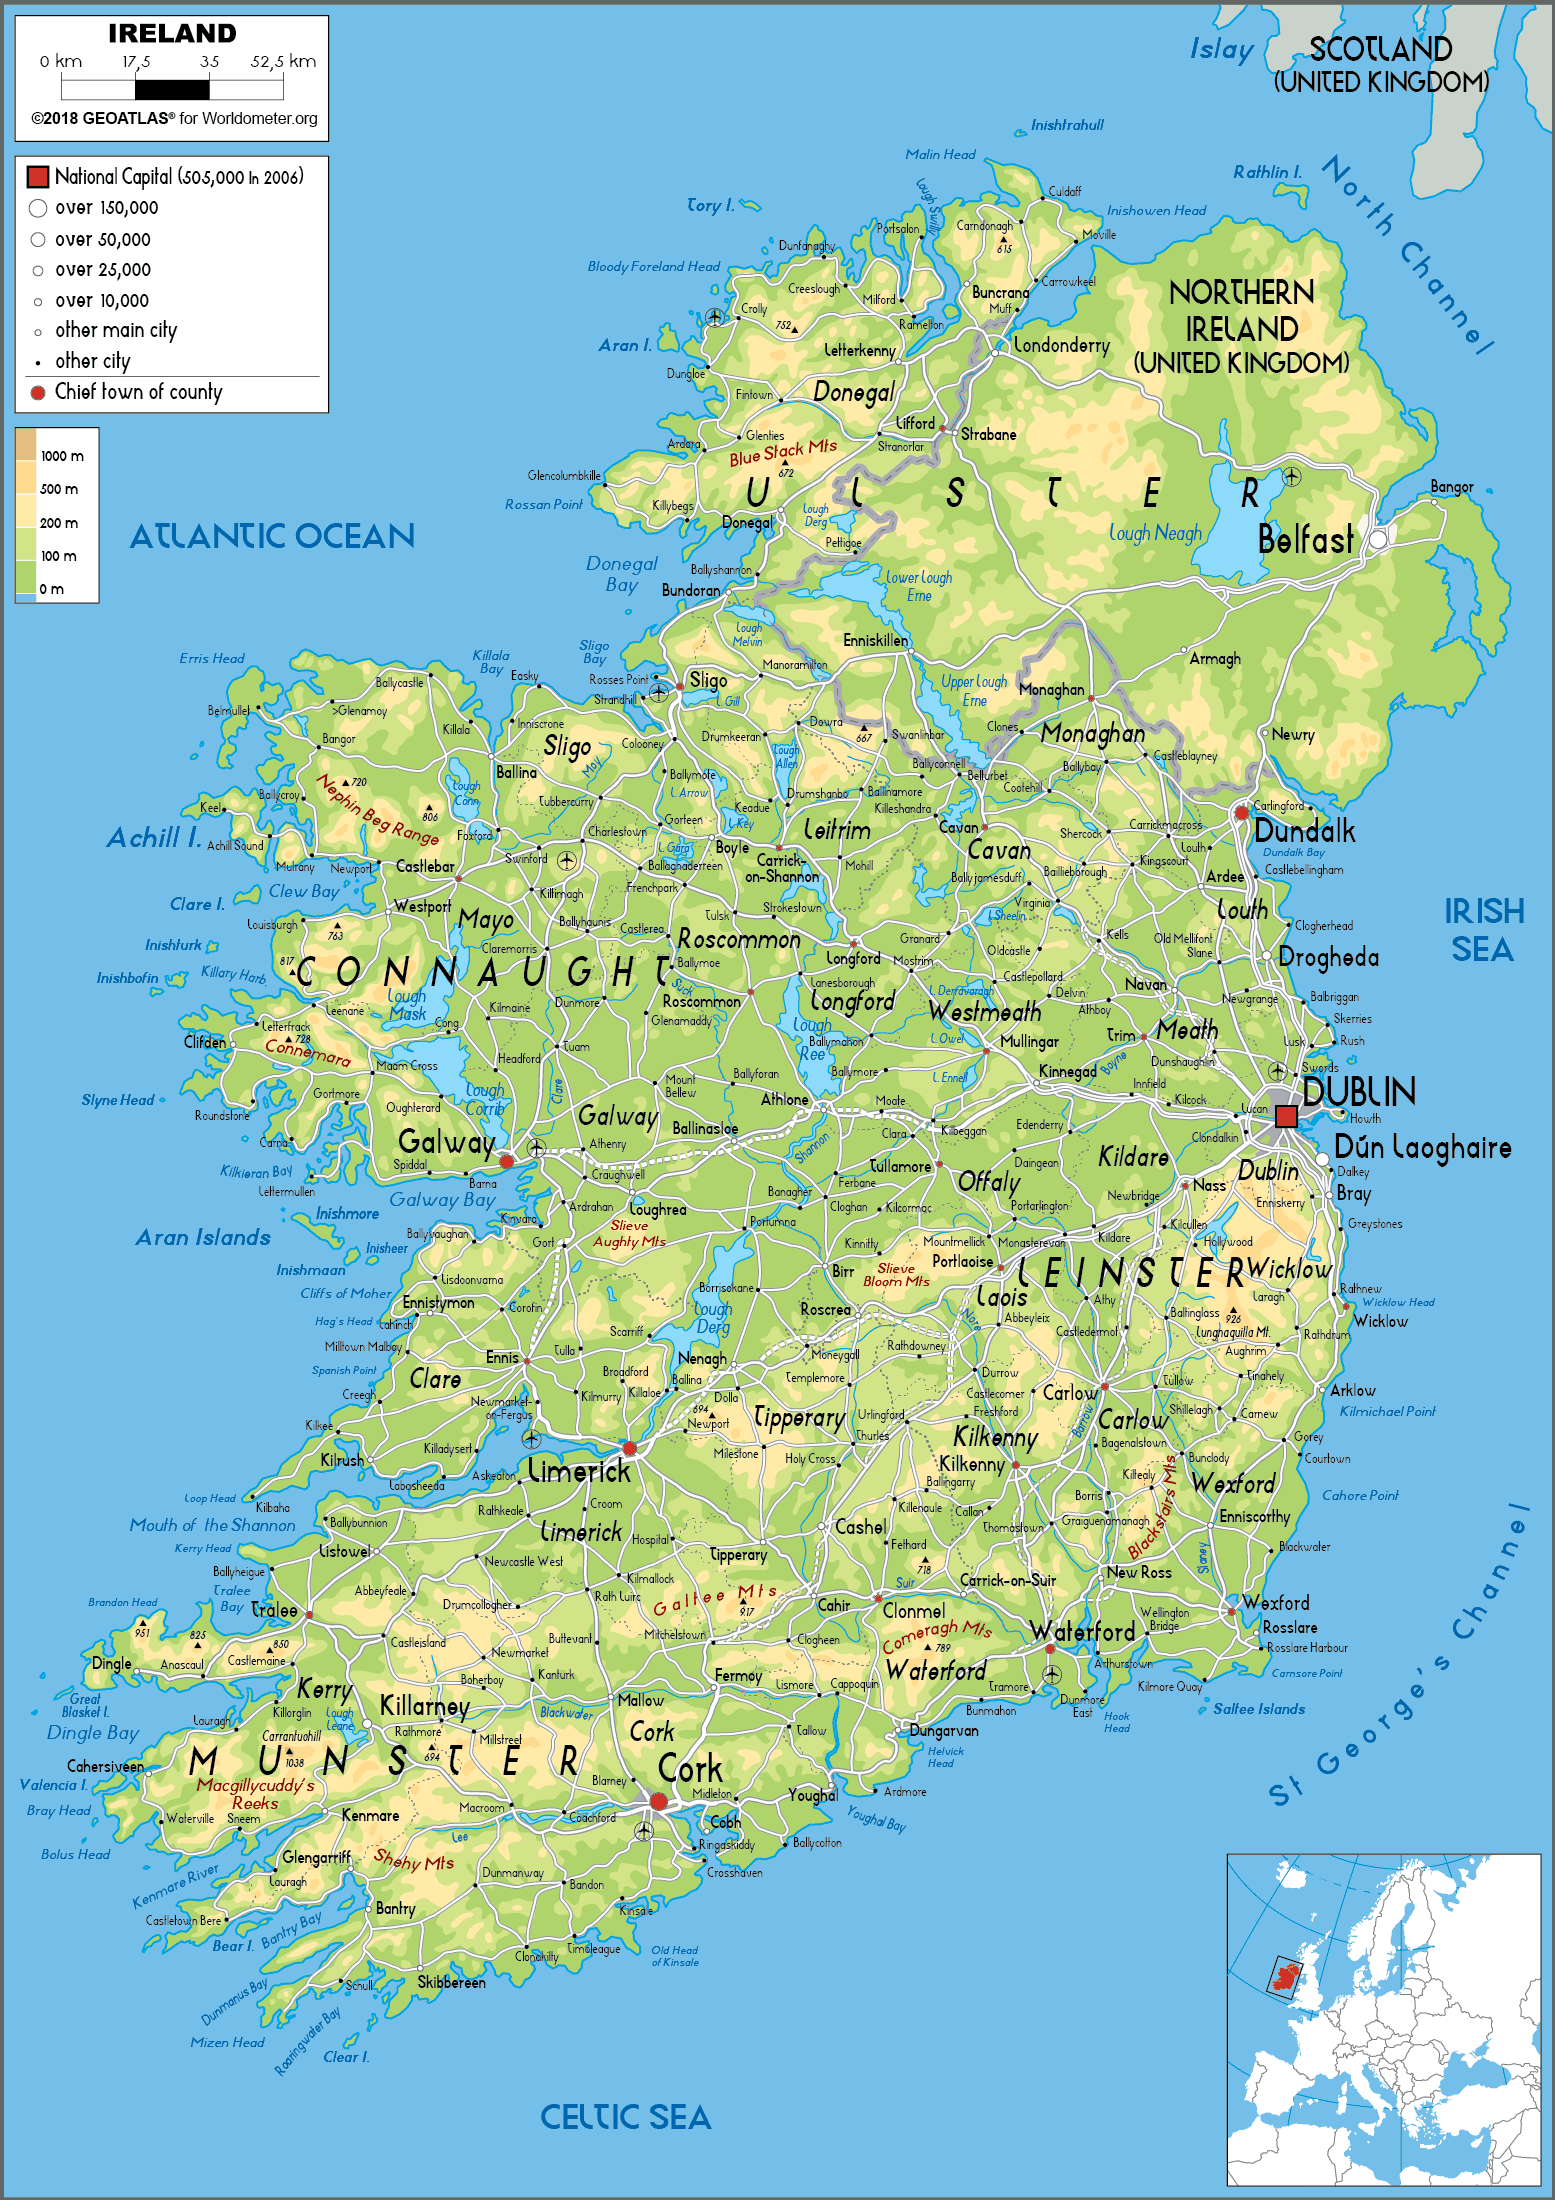 IRELAND
0 km 17,5 35 52,5 km
©2018 GEOATLAS® for Worldometer.org
National Capital (505,000 in 2006)
over 150,000
over 50,000
over 25,000
over 10,000
other main city
other city
Chief town of county
1000 m
500 m
200 m
100 m
0 m
Islay
SCOTLAND
(UNITED KINGDOM)
Inishtrahull
Malin Head
Rathlin I.
North Channel
Culdaff
Tory I.
Lough Swilly
Inishowen Head
Portsalon
Carndonagh
615
Moville
Dunfanaghy
Bloody Foreland Head
Creeslough
Milford
Buncrana
Carrowkeel
NORTHERN
IRELAND
(UNITED KINGDOM)
Crolly
752
Ramelton
Muff
Aran I.
Letterkenny
Londonderry
Dungloe
Fintown
Donegal
Lifford
Strabane
Ardara
Glenties
Stranorlar
Blue Stack Mts
672
Glencolumbkille
Rossan Point
Killybegs
ULSTER
Bangor
Donegal
Lough
Derg
Lough Neagh
Belfast
ATLANTIC OCEAN
Pettigoe
Donegal
Bay
Ballyshannon
Bundoran
Lower Lough
Erne
Lough
Melvin
Enniskillen
Armagh
Erris Head
Killala
Bay
Sligo
Bay
Rosses Point
Manorhamilton
Easky
Strandhill
Sligo
L. Gill
Upper Lough
Erne
Monaghan
Ballycastle
Belmullet
>Glenamoy
Killala
Inniscrone
Dowra
Clones
Monaghan
Newry
Bangor
Sligo
Colooney
Drumkeeran
667
Swanlinbar
Castleblayney
Moy
Lough
Allen
Ballyconnell
Belturbet
Ballybay
Ballina
Ballymote
L. Arrow
Nephin Beg Range
720
Lough
Conn
Tubbercurry
Keadue
Drumshanbo
Ballinamore
Killeshandra
Cootehill
Ballycroy
Keel
806
Carlingford
Achill I.
Achill Sound
Foxford
Charlestown
Gorteen
L. Key
Leitrim
Cavan
Shercock
Carrickmacross
Dundalk
Dundalk Bay
Mulrany
Newport
Castlebar
Swinford
L. Gara
Boyle
Carrick-
on-Shannon
Mohill
Cavan
Kingscourt
Louth
Castlebellingham
Ballaghaderreen
Ballyjamesduff
Bailieborough
Ardee
Clew Bay
Clare I.
Killimagh
Frenchpark
Westport
Mayo
Tulsk
Strokestown
Virginia
Louth
Louisburgh
763
Ballyhaunis
Castlerea
L. Sheelin
Clogherhead
Inishturk
817
Claremorris
Roscommon
Granard
Oldcastle
Kells
Old Mellifont
Slane
Longford
Drogheda
Inishbofin
Killary Harb.
CONNAUGHT
Ballymoe
Mostrim
Castlepollard
Suck
Lanesborough
L. Derravaragh
Delvin
Navan
Newgrange
Balbriggan
Lough
Mask
Leenane
Kilmaine
Dunmore
Roscommon
Longford
Westmeath
Athboy
Skerries
Letterfrack
728
Cong
Glenamaddy
Lough
Ree
Ballymahon
L. Owel
Mullingar
Trim
Meath
Lusk
Rush
Clifden
Connemara
Maam Cross
Headford
Tuam
Boyne
Dunshaughlin
Swords
Ballymore
L. Ennell
Kinnegad
Lough
Corrib
Clare
Mount
Bellew
Ballyforan
Innfield
Kilcock
DUBLIN
Slyne Head
Roundstone
Gortmore
Oughterard
Athlone
Moate
Lucan
Howth
Galway
Clara
Kilbeggan
Edenderry
Clondalkin
Carna
Galway
Athenry
Ballinasloe
Shannon
Dún Laoghaire
Kilkieran Bay
Spiddal
Barna
Craughwell
Tullamore
Offaly
Daingean
Kildare
Dublin
Dalkey
Lettermullen
Galway Bay
Ferbane
Nass
Bray
Banagher
Newbridge
Enniskerry
Inishmore
Kinvara
Ardrahan
Loughrea
Portumna
Cloghan
Kilcormac
Portarlington
Kilcullen
Greystones
Aran Islands
Inisheer
Ballyvaughan
Gort
Slieve
Aughty Mts
Kinnitty
Mountmellick
Monasterevan
Kildare
Hollywood
Inishmaan
Lisdoonvarna
Birr
Slieve
Bloom Mts
Portlaoise
LEINSTER
Wicklow
Cliffs of Moher
Ennistymon
Corofin
Borrisokane
Laois
Athy
Laragh
Rathnew
Wicklow Head
Wicklow
Hag's Head
Lahinch
Lough
Derg
Roscrea
Nore
Abbeyleix
Baltinglass
926
Lunghaquilla Mt.
Rathdrum
Scarriff
Castledermot
Milltown Malbay
Ennis
Tulla
Moneygall
Rathdowney
Aughrim
Spanish Point
Nenagh
Broadford
Ballina
Templemore
Durrow
Castlecomer
Carlow
Tullow
Tinahely
Clare
Creegh
Kilmurry
Killaloe
Dolla
Arklow
Kilmichael Point
Newmarket-
on-Fergus
694
Newport
Tipperary
Urlingford
Freshford
Shillelagh
Carnew
Kilkee
Barrow
Carlow
Thurles
Kilkenny
Kilkenny
Bagenalstown
Gorey
Killadysert
Milestone
Holy Cross
Bunclody
Courtown
Kilrush
Labasheeda
Askeaton
Limerick
Ballingarry
Kiltealy
Wexford
Loop Head
Kilbaha
Rathkeale
Croom
Killenaule
Callan
Borris
Blackstairs Mts
Cahore Point
Mouth of the Shannon
Ballybunnion
Limerick
Hospital
Cashel
Thomastown
Graiguenamanagh
Enniscorthy
Kerry Head
Listowel
Tipperary
Fethard
Slaney
Blackwater
Ballyheigue
Newcastle West
Kilmallock
718
New Ross
Tralee
Bay
Abbeyfeale
Rath Luirc
Galtee Mts
917
Suir
Carrick-on-Suir
Brandon Head
951
Tralee
Drumcollogher
Cahir
Clonmel
Wexford
Wellington
Bridge
Rosslare
825
850
Castleisland
Buttevant
Mitchelstown
Clogheen
Comeragh Mts
789
Waterford
Rosslare Harbour
Dingle
Anascaul
Castlemaine
Newmarket
Arthurstown
Carnsore Point
Boherboy
Kanturk
Fermoy
Lismore
Cappoquin
Waterford
Tramore
Kilmore Quay
Great
Blasket I.
Kerry
Killorglin
Lough
Leane
Killarney
Blackwater
Mallow
Bunmahon
Dunmore
East
Hook
Head
Saltee Islands
St George's Channel
Dingle Bay
Lauragh
Rathmore
Millstreet
Cork
Tallow
Dungarvan
Carrantuohill
1038
694
Helvick
Head
MUNSTER
Cahersiveen
Valencia I.
Macgillycuddy's
Reeks
Blarney
Cork
Midleton
Youghal
Ardmore
Bray Head
Waterville
Sneem
Kenmare
Macroom
Coachford
Cobh
Youghal Bay
Lee
Ringaskiddy
Ballycotton
Bolus Head
Kenmare River
Glengarriff
Shehy Mts
Crosshaven
Lauragh
Dunmanway
Bandon
Castletown Bere
Bantry
Kinsale
Bear I.
Bantry Bay
Timoleague
Clonakilty
Old Head
of Kinsale
Dunmanus Bay
Schull
Skibbereen
Mizen Head
Roaringwater Bay
Clear I.
IRISH
SEA
CELTIC SEA